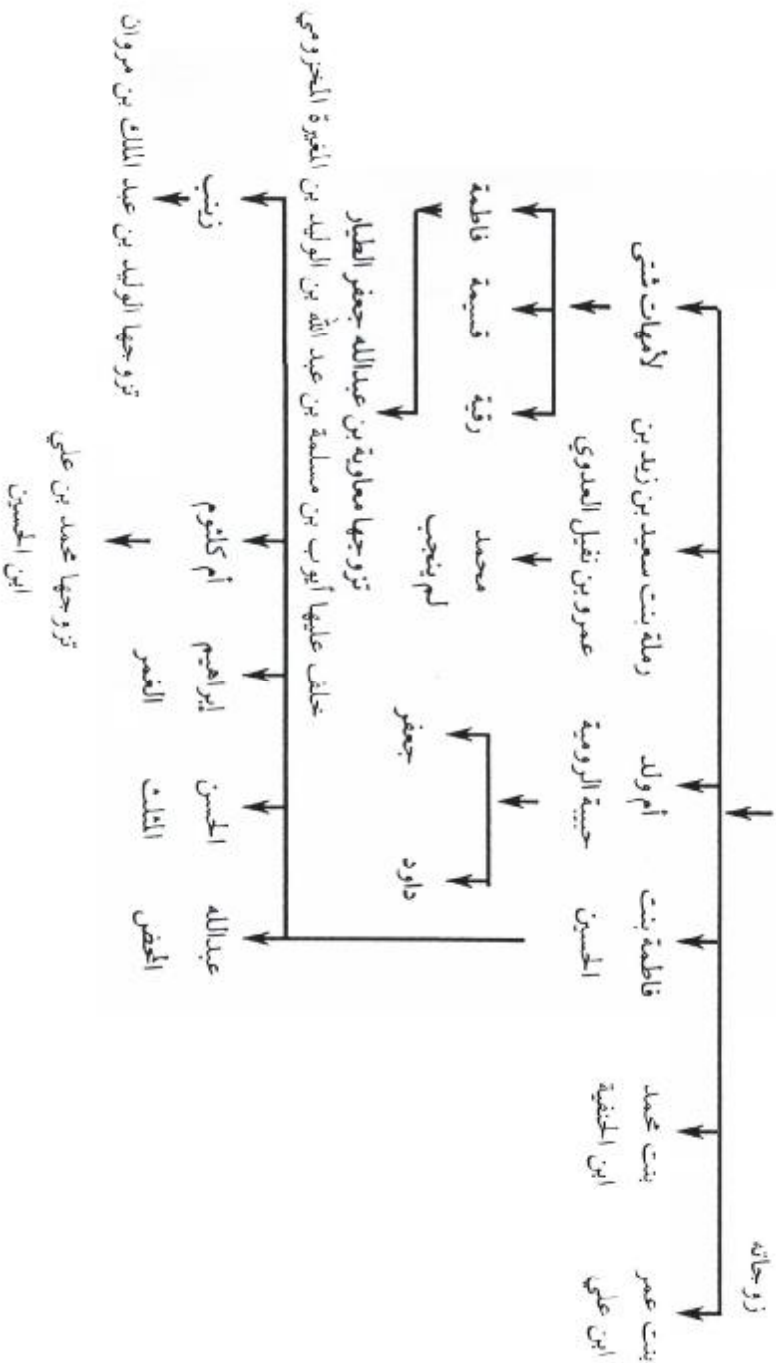 زوجاته
بنت عمر
ابن علي
بنت محمد
ابن الحنفية
فاطمة بنت
الحسين
أم ولد
حبيبة الرومية
رملة بنت سعيد بن زيد بن
عمرو بن نفيل العدوي
لأمهات شتى
داود
جعفر
محمد
لم ينجب
رقية
قسيمة
فاطمة
تزوجها معاوية بن عبدالله جعفر الطيار
خلف عليها أيوب بن مسلمة بن عبد الله بن الوليد بن المغيرة المخزومي
عبدالله
المحض
الحسن
المثلث
إبراهيم
الغمر
أم كلثوم
زينب
تزوجها محمد بن علي
ابن الحسين
تزوجها الوليد بن عبد الملك بن مروان